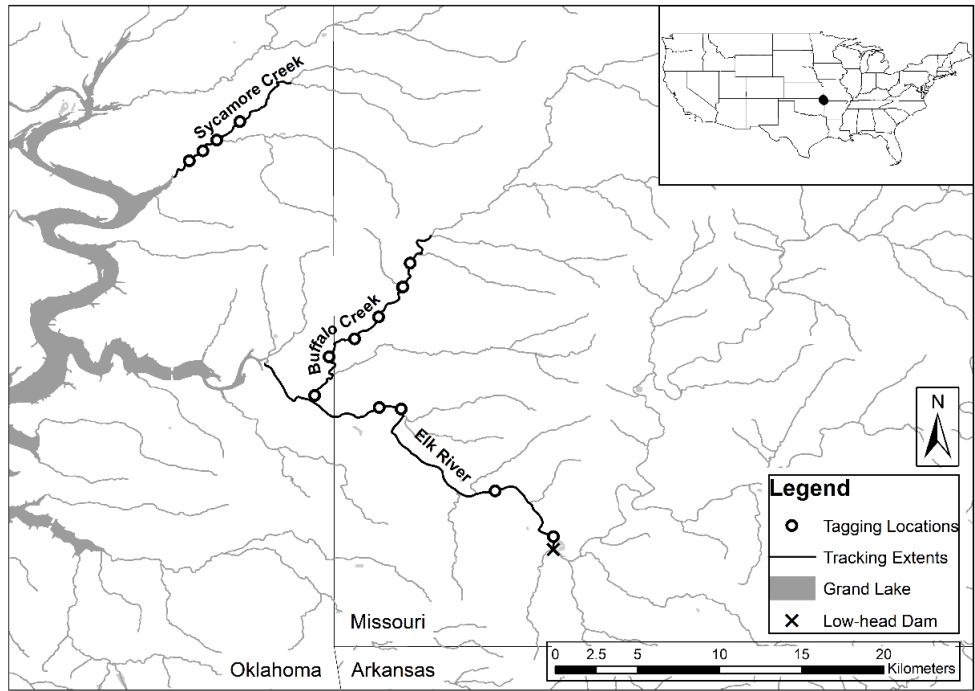 Sycamore Creek
Buffalo Creek
Elk River
N
Legend
Tagging Locations
Tracking Extents
Grand Lake
Low-head Dam
Missouri
Oklahoma
Arkansas
0 2.5 5 10 15 20
Kilometers